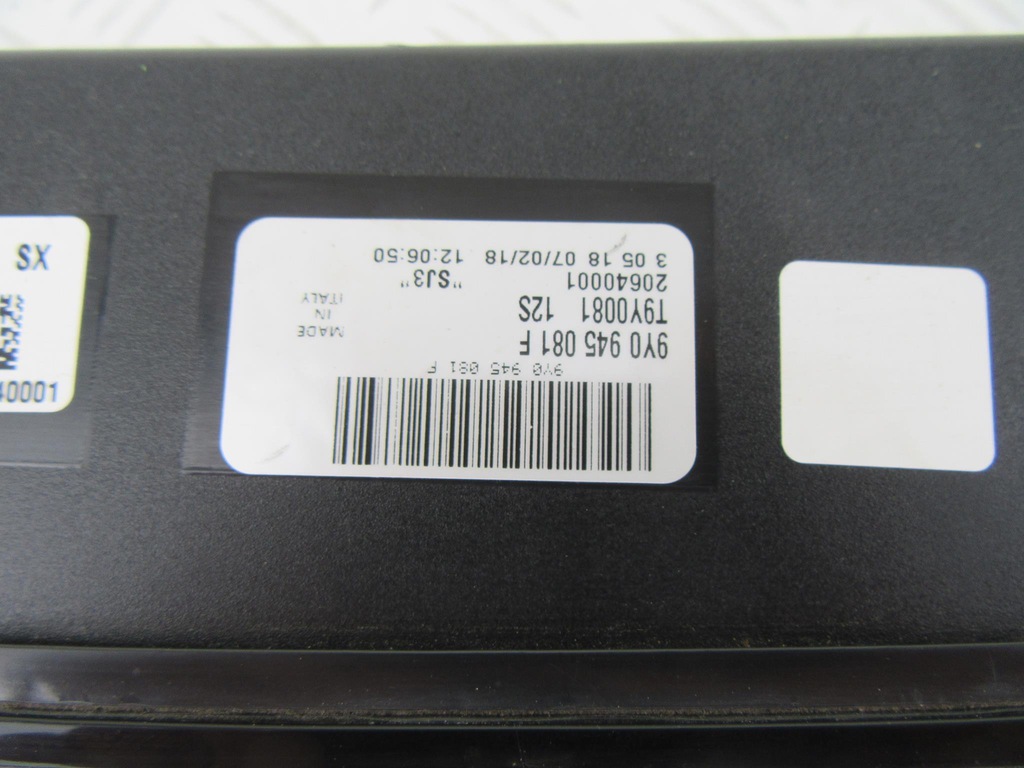 SX
40001
9Y0 945 081 F
9Y0 945 081 F
T9Y0081 12S
20640001 "SJ3"
3 05 18 07/02/18 12:06:50
MADE
IN
ITALY